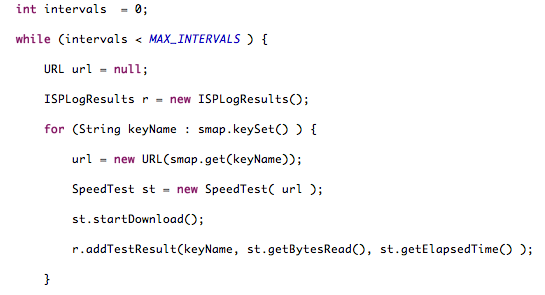 int intervals  = 0;
while (intervals < MAX_INTERVALS ) {
URL url = null;
ISPLogResults r = new ISPLogResults();
for (String keyName : smap.keySet() ) {
url = new URL(smap.get(keyName));
SpeedTest st = new SpeedTest( url );
st.startDownload();
r.addTestResult(keyName, st.getBytesRead(), st.getElapsedTime() );
}